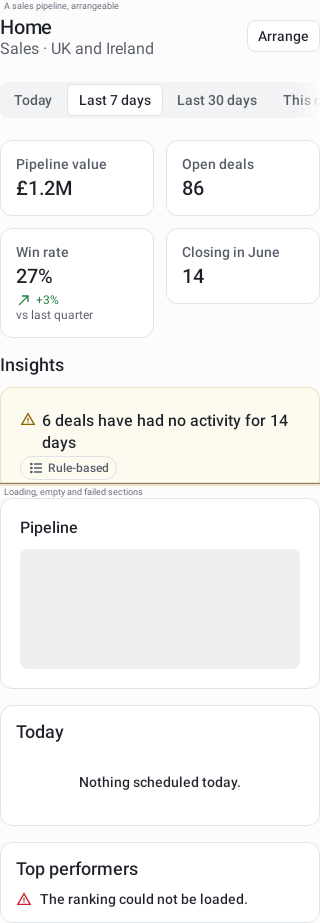 A sales pipeline, arrangeable
Home
Sales · UK and Ireland
Arrange
Today
Last 7 days
Last 30 days
This
Pipeline value
£1.2M
Open deals
86
Win rate
27%
+3%
vs last quarter
Closing in June
14
Insights
6 deals have had no activity for 14
days
Rule-based
Loading, empty and failed sections
Pipeline
Today
Nothing scheduled today.
Top performers
The ranking could not be loaded.